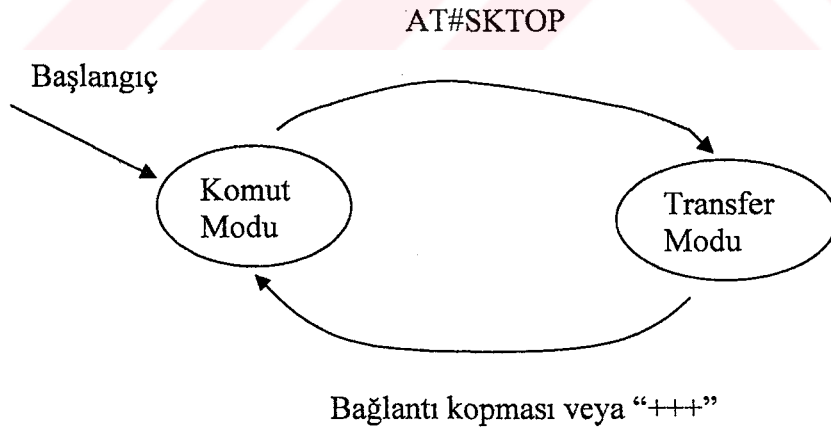 AT#SKTOP
Başlangıç
Komut
Modu
Transfer
Modu
Bağlantı kopması veya “+++”